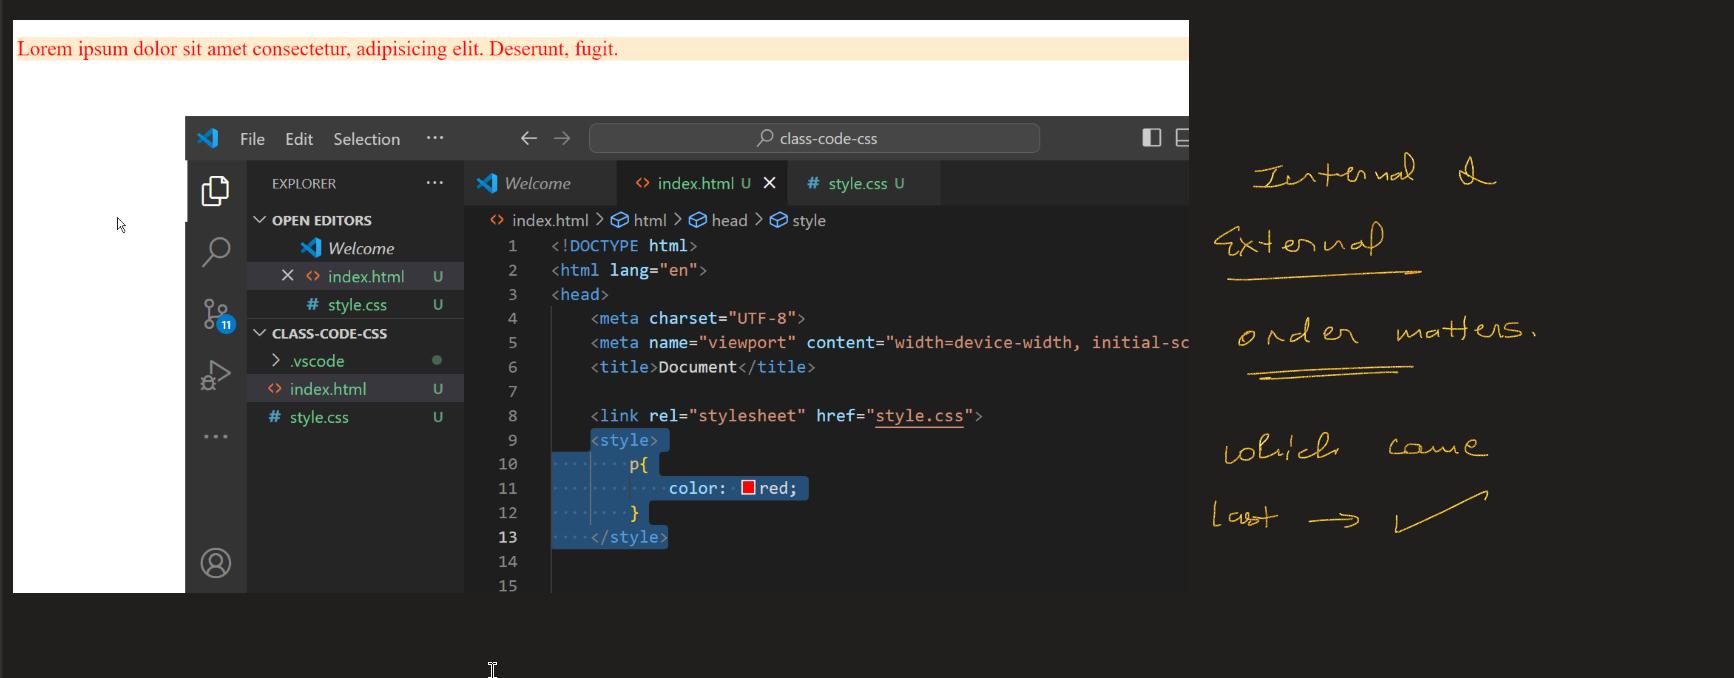 Lorem ipsum dolor sit amet consectetur, adipisicing elit. Deserunt, fugit.
File Edit Selection ··· ← → class-code-css
EXPLORER ···
OPEN EDITORS
Welcome
× <> index.html U
# style.css U
CLASS-CODE-CSS
> .vscode
<> index.html U
# style.css U
11
Welcome <> index.html U × # style.css U
<> index.html > html > head > style
1 <!DOCTYPE html>
2 <html lang="en">
3 <head>
4 <meta charset="UTF-8">
5 <meta name="viewport" content="width=device-width, initial-sc
6 <title>Document</title>
7
8 <link rel="stylesheet" href="style.css">
9 <style>
10 p{
11 color: red;
12 }
13 </style>
14
15
Internal &
External
order matters.
which came
last → ✓